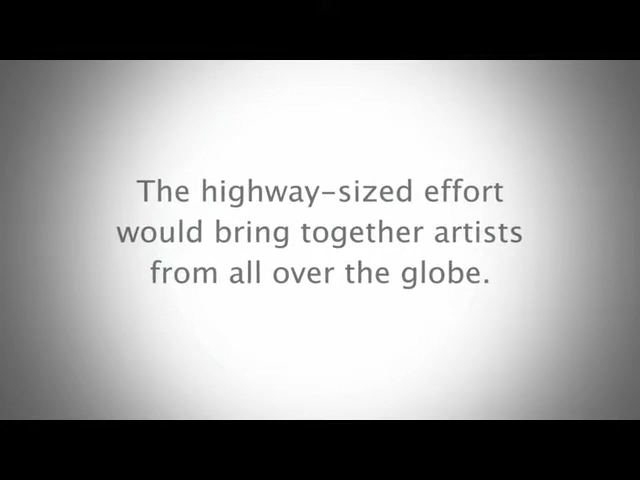 The highway-sized effort
would bring together artists
from all over the globe.